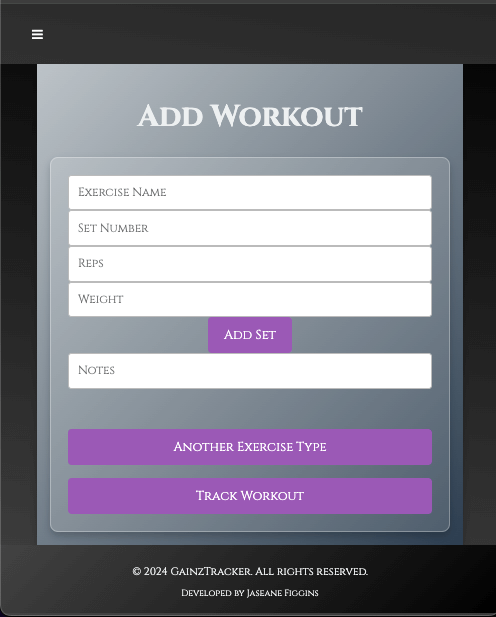 Add Workout
Exercise Name
Set Number
Reps
Weight
Add Set
Notes
Another Exercise Type
Track Workout
© 2024 GainzTracker. All rights reserved.
Developed by Jaseane Figgins